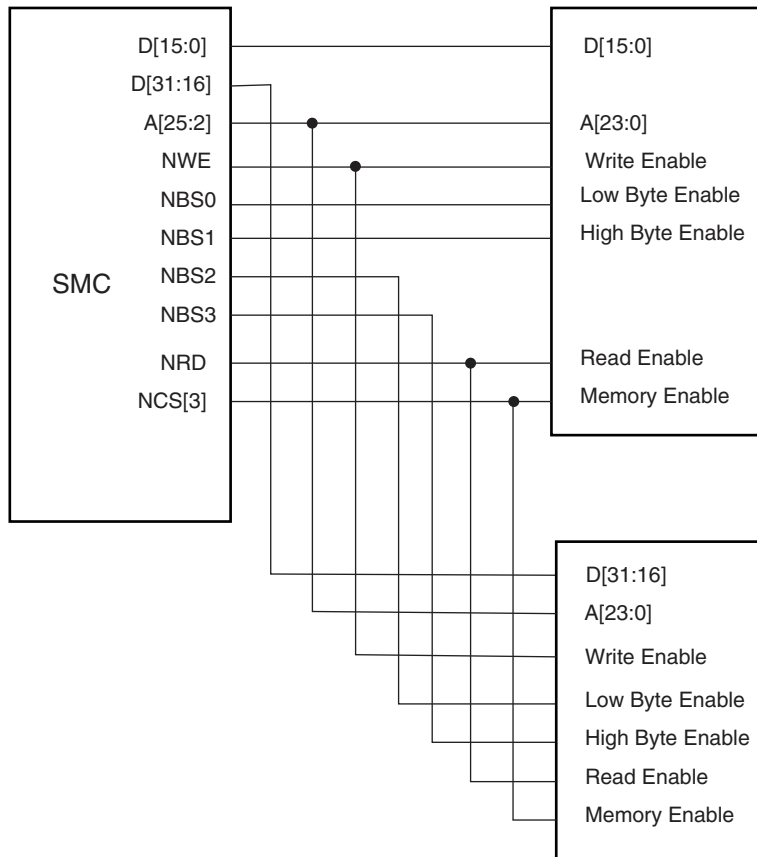 D[15:0]
D[31:16]
A[25:2]
NWE
NBS0
NBS1
NBS2
NBS3
NRD
NCS[3]
SMC
D[15:0]
A[23:0]
Write Enable
Low Byte Enable
High Byte Enable
Read Enable
Memory Enable
D[31:16]
A[23:0]
Write Enable
Low Byte Enable
High Byte Enable
Read Enable
Memory Enable